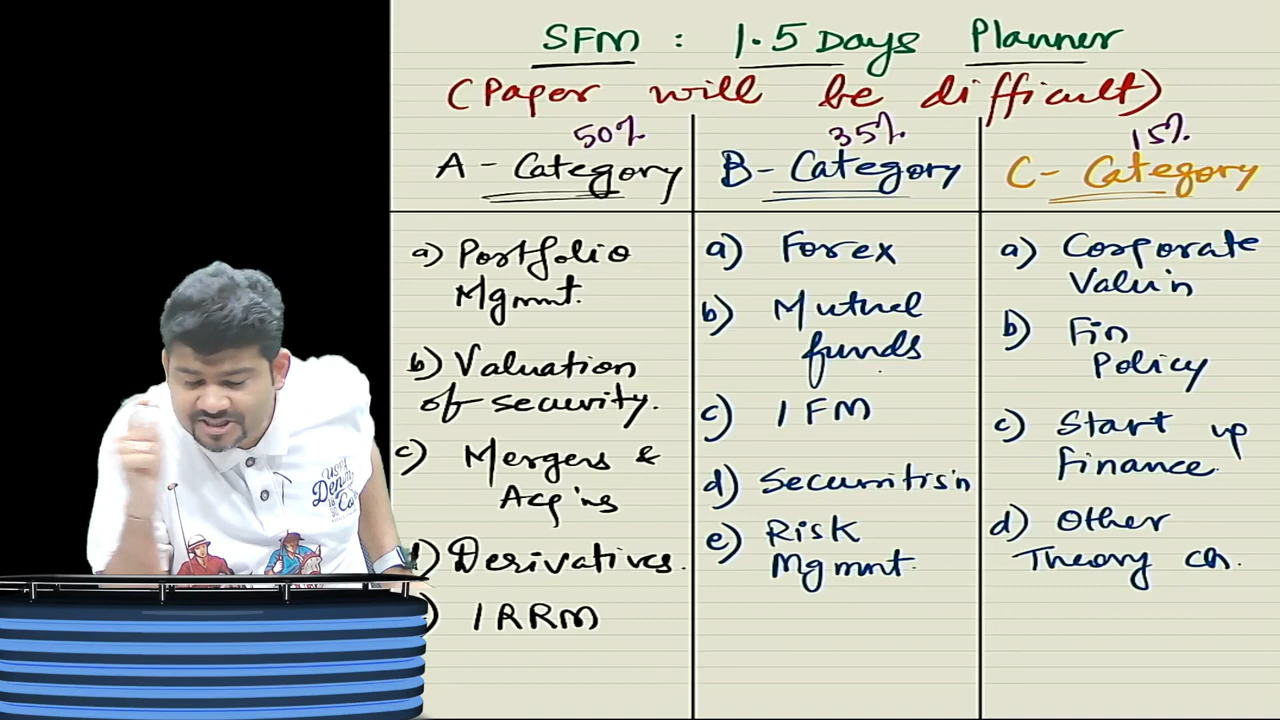 SFM : 1.5 Days Planner
(Paper will be difficult)
50%
A - Category
a) Portfolio
Mgmnt.
b) Valuation
of security.
c) Mergers &
Acq'ns
d) Derivatives.
) IRRM
35%
B - Category
a) Forex
b) Mutual
funds
c) IFM
d) Securitis'n
e) Risk
Mgmnt.
15%
C - Category
a) Corporate
Valu'n
b) Fin
Policy
c) Start up
Finance.
d) Other
Theory ch.
Denim
Co